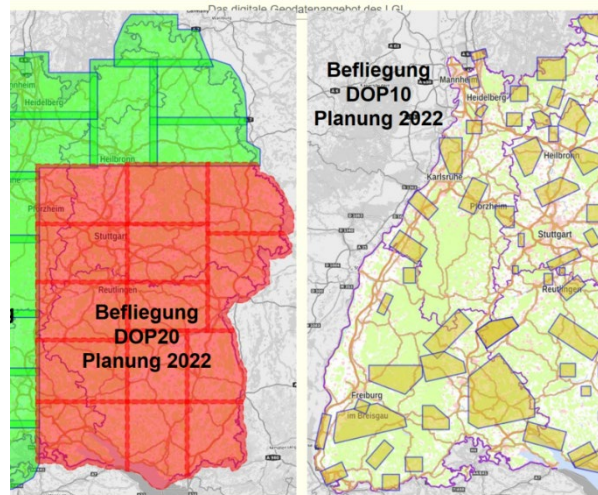 Das digitale Geodatenangebot des LGL
Heidelberg
Heilbronn
Pforzheim
Stuttgart
Reutlingen
Befliegung
DOP20
Planung 2022
Befliegung
DOP10
Planung 2022
Mannheim
Heidelberg
Heilbronn
Karlsruhe
Pforzheim
Stuttgart
Reutlingen
Freiburg
im Breisgau